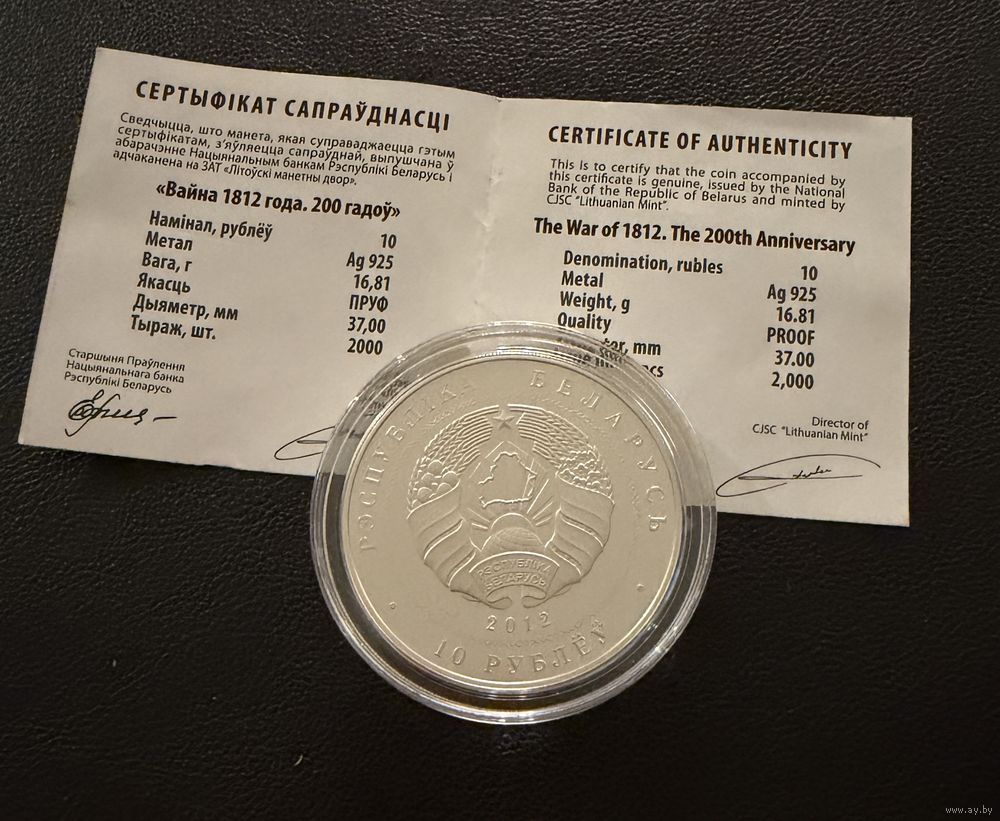 СЕРТЫФІКАТ САПРАЎДНАСЦІ
Сведчыцца, што манета, якая суправаджаецца гэтым
сертыфікатам, з'яўляецца сапраўднай, выпушчана ў
абарачэнне Нацыянальным банкам Рэспублікі Беларусь і
адчаканена на ЗАТ «Літоўскі манетны двор».
«Вайна 1812 года. 200 гадоў»
Намінал, рублёў 10
Метал Ag 925
Вага, г 16,81
Якасць ПРУФ
Дыяметр, мм 37,00
Тыраж, шт. 2000
Старшыня Праўлення
Нацыянальнага банка
Рэспублікі Беларусь
CERTIFICATE OF AUTHENTICITY
This is to certify that the coin accompanied by
this certificate is genuine, issued by the National
Bank of the Republic of Belarus and minted by
CJSC "Lithuanian Mint".
The War of 1812. The 200th Anniversary
Denomination, rubles 10
Metal Ag 925
Weight, g 16.81
Quality PROOF
mm 37.00
2,000
Director of
CJSC "Lithuanian Mint"
РЭСПУБЛІКА БЕЛАРУСЬ
РЭСПУБЛІКА
БЕЛАРУСЬ
2012
10 РУБЛЁЎ
www.ay.by